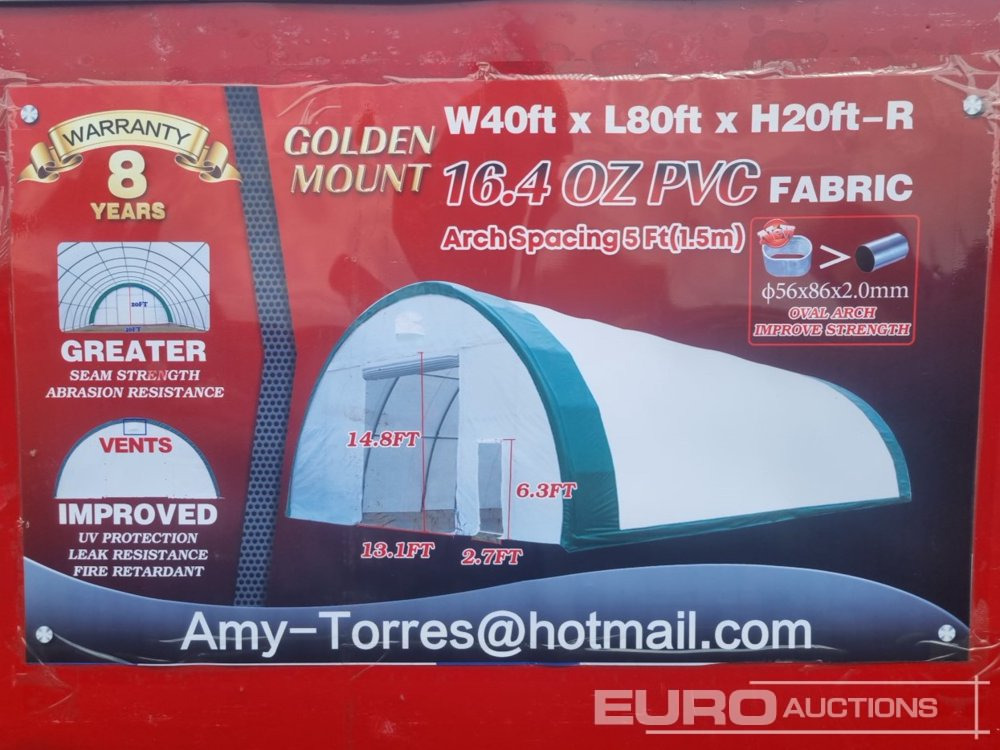 WARRANTY
8
YEARS
GOLDEN
MOUNT
W40ft x L80ft x H20ft-R
16.4 OZ PVC FABRIC
Arch Spacing 5 Ft(1.5m)
New
>
ϕ56x86x2.0mm
OVAL ARCH
IMPROVE STRENGTH
20FT
40FT
GREATER
SEAM STRENGTH
ABRASION RESISTANCE
VENTS
IMPROVED
UV PROTECTION
LEAK RESISTANCE
FIRE RETARDANT
14.8FT
6.3FT
13.1FT
2.7FT
Amy-Torres@hotmail.com
EURO AUCTIONS